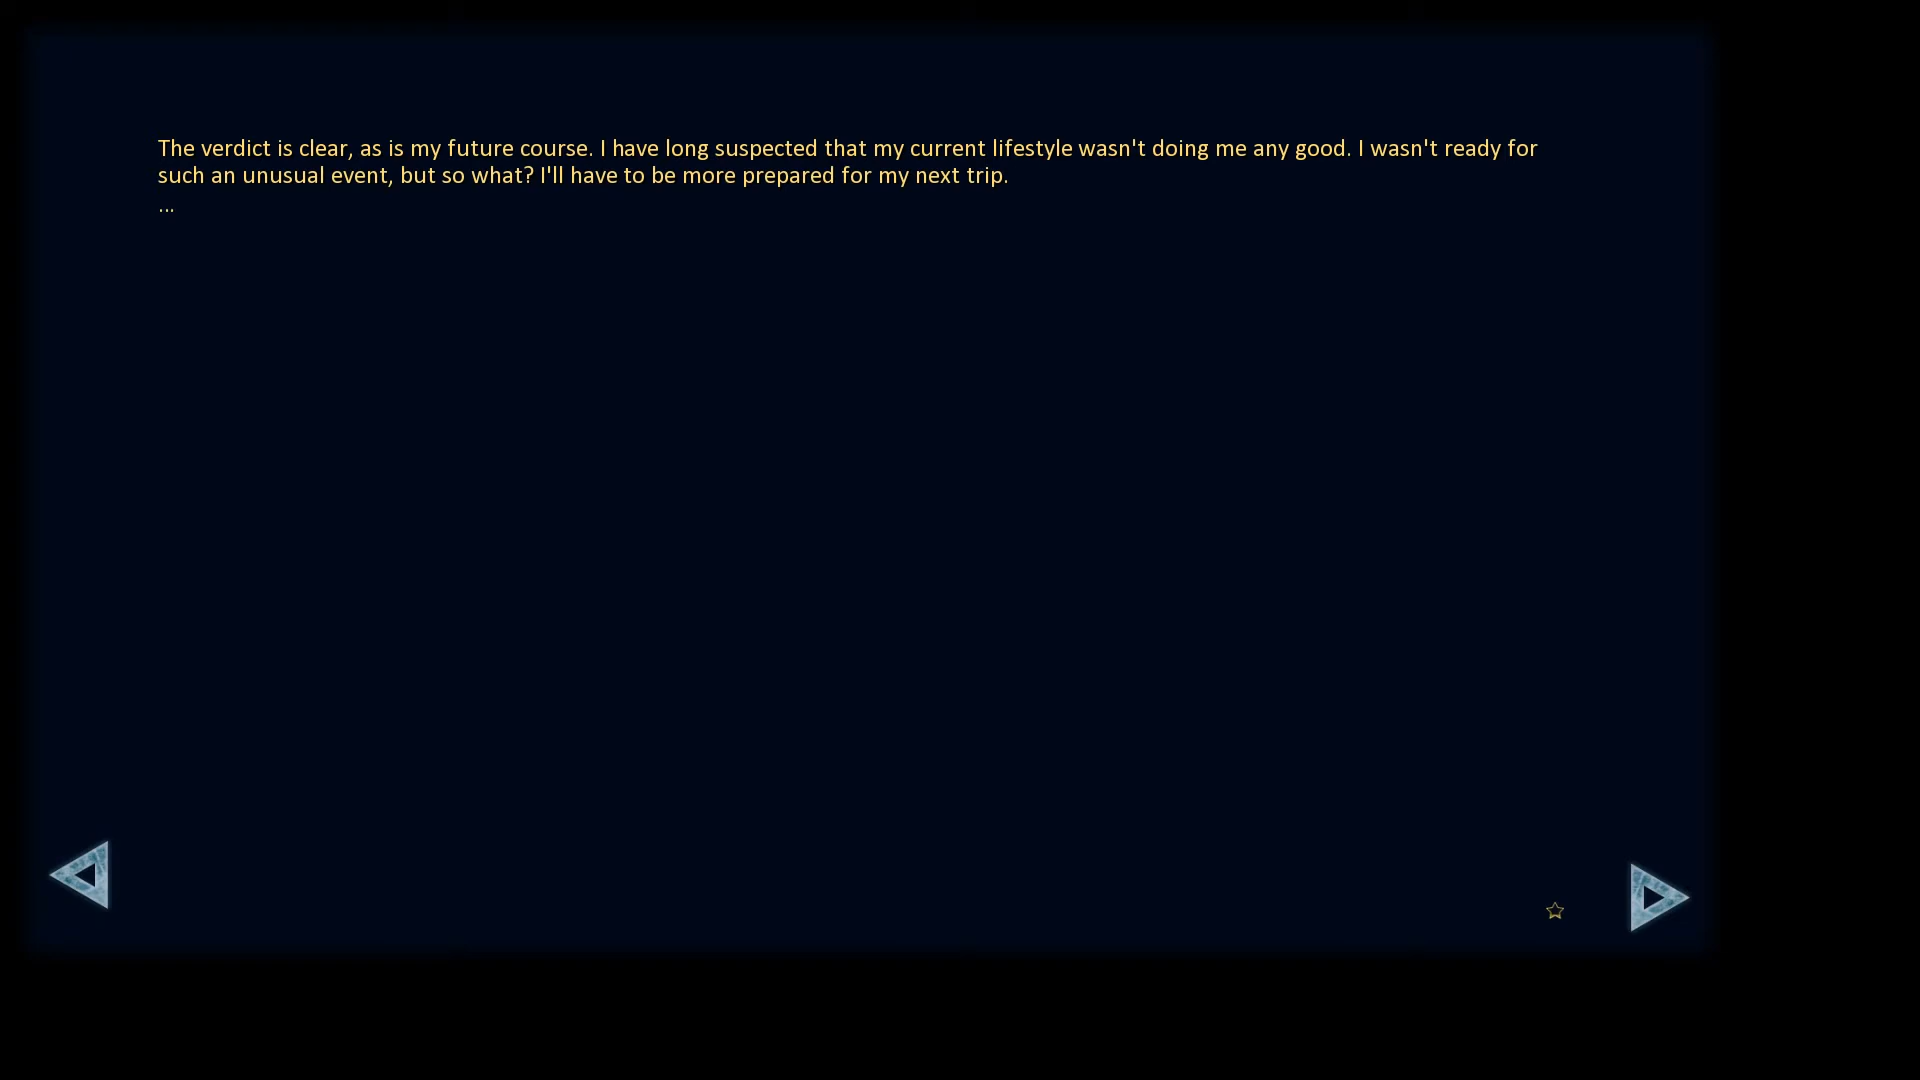 The verdict is clear, as is my future course. I have long suspected that my current lifestyle wasn't doing me any good. I wasn't ready for
such an unusual event, but so what? I'll have to be more prepared for my next trip.
...